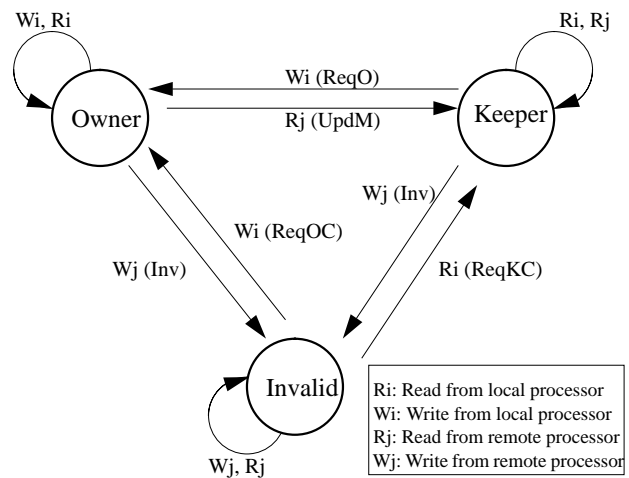 Wi, Ri
Ri, Rj
Wi (ReqO)
Owner
Keeper
Rj (UpdM)
Wj (Inv)
Wi (ReqOC)
Wj (Inv)
Ri (ReqKC)
Invalid
Wj, Rj
Ri: Read from local processor
Wi: Write from local processor
Rj: Read from remote processor
Wj: Write from remote processor